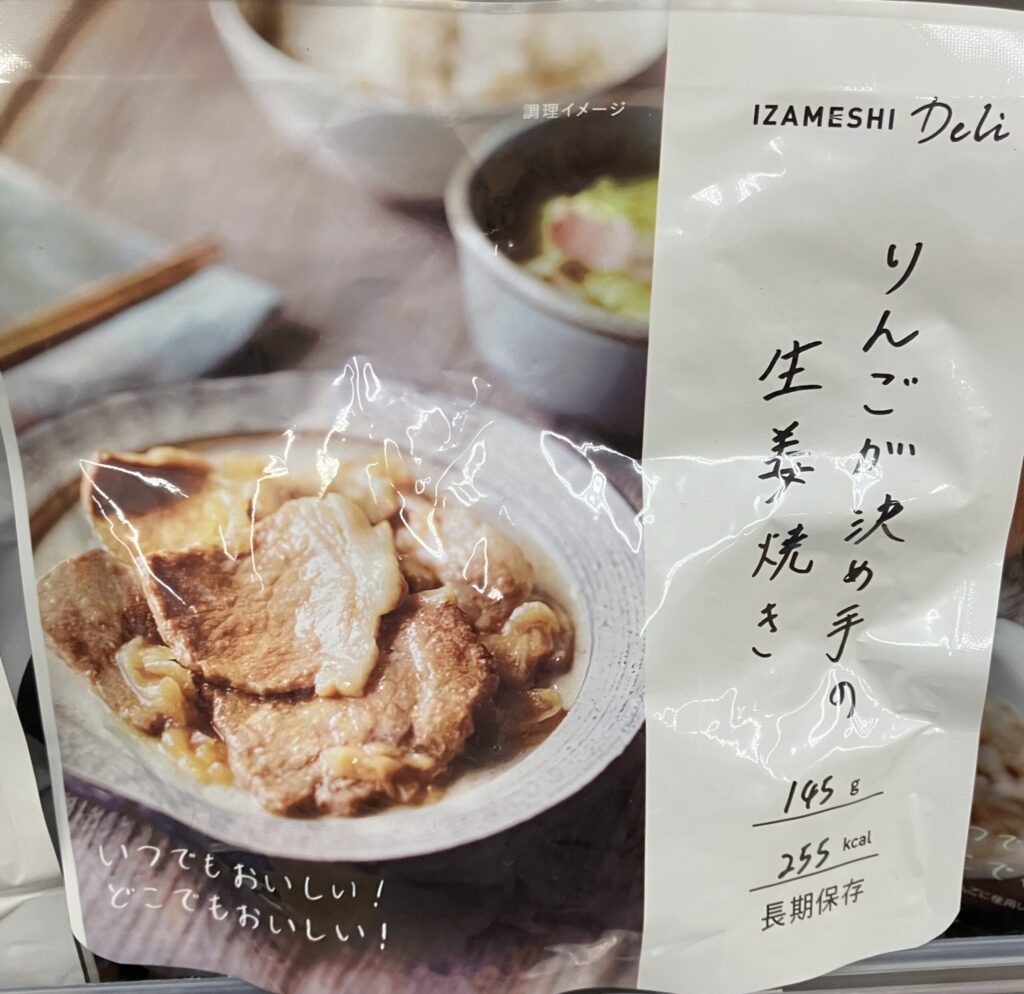 調理イメージ
IZAMESHI Deli
りんごが決め手の
生姜焼き
145g
255kcal
長期保存
いつでもおいしい!
どこでもおいしい!